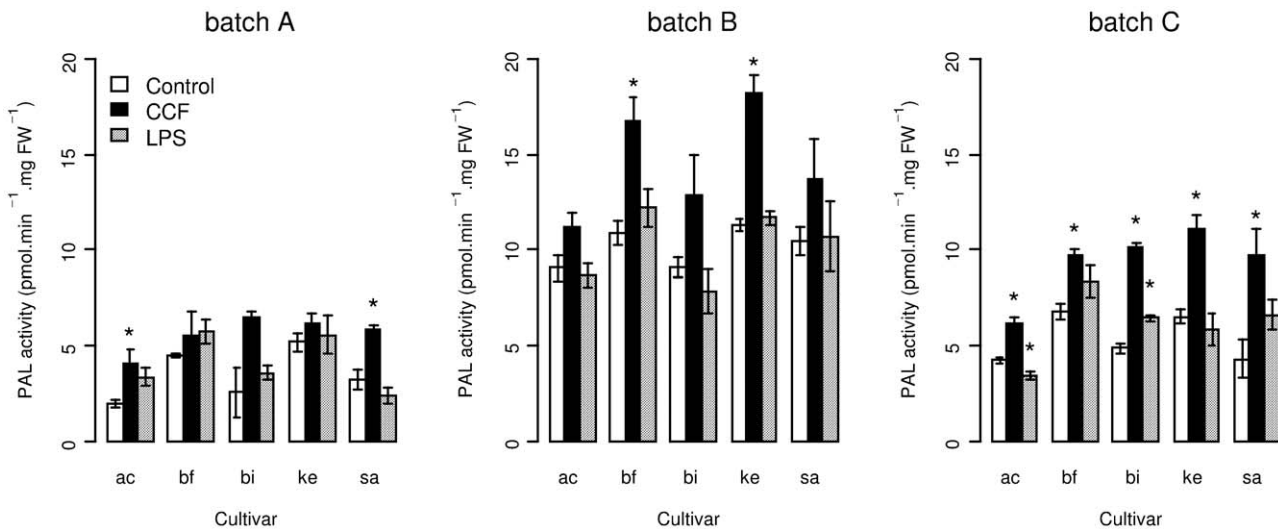 batch A
PAL activity (pmol.min ⁻¹.mg FW⁻¹)
20
15
10
5
0
Control
CCF
LPS
*
*
ac bf bi ke sa
Cultivar
batch B
PAL activity (pmol.min ⁻¹.mg FW⁻¹)
20
15
10
5
0
*
*
ac bf bi ke sa
Cultivar
batch C
PAL activity (pmol.min ⁻¹.mg FW⁻¹)
20
15
10
5
0
*
*
*
*
*
*
*
ac bf bi ke sa
Cultivar